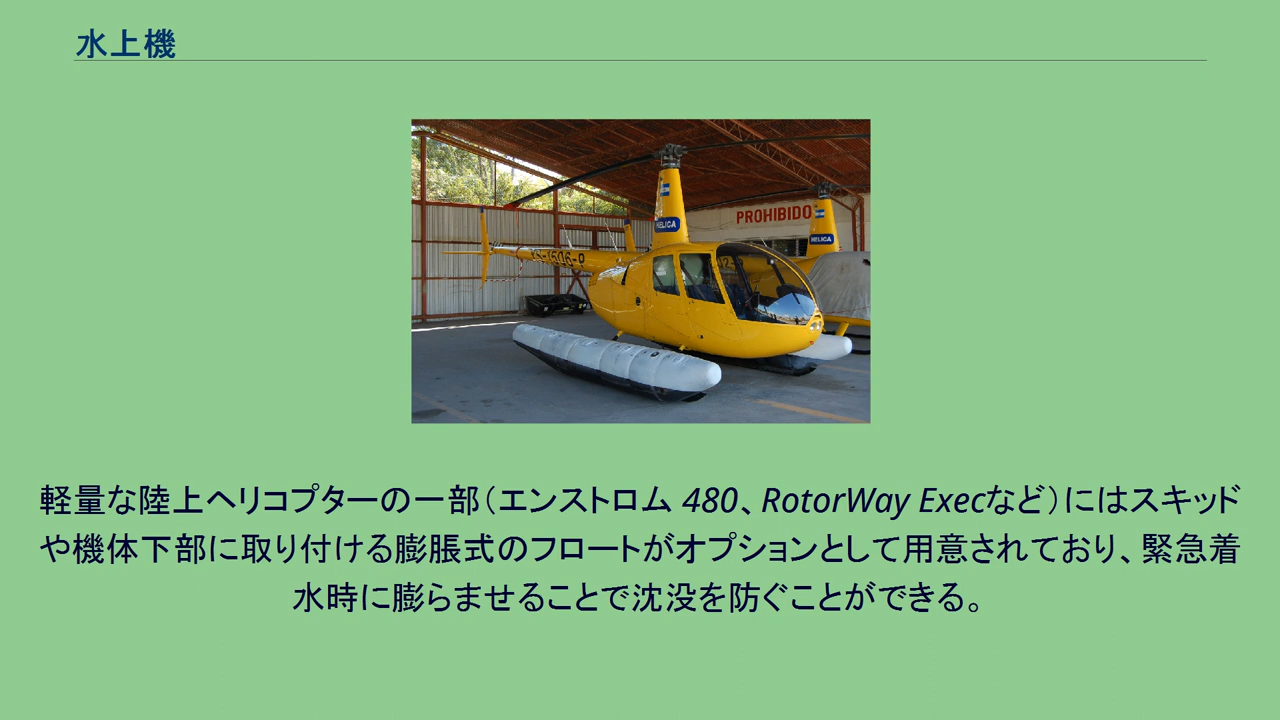 水上機
PROHIBIDO
HELICA
HELICA
軽量な陸上ヘリコプターの一部（エンストロム 480、RotorWay Execなど）にはスキッド
や機体下部に取り付ける膨脹式のフロートがオプションとして用意されており、緊急着
水時に膨らませることで沈没を防ぐことができる。